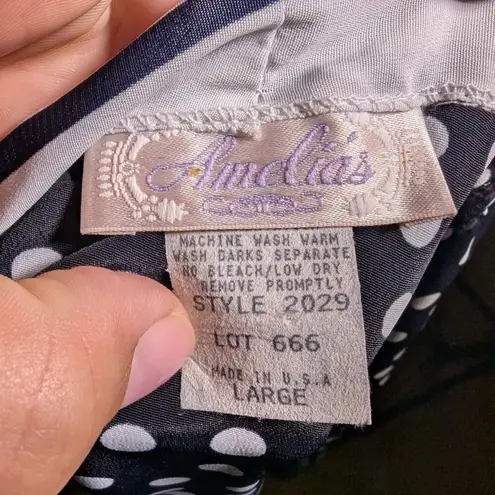 Amelia's
MACHINE WASH WARM
WASH DARKS SEPARATE
NO BLEACH/LOW DRY
REMOVE PROMPTLY
STYLE 2029
LOT 666
MADE IN U.S.A
LARGE